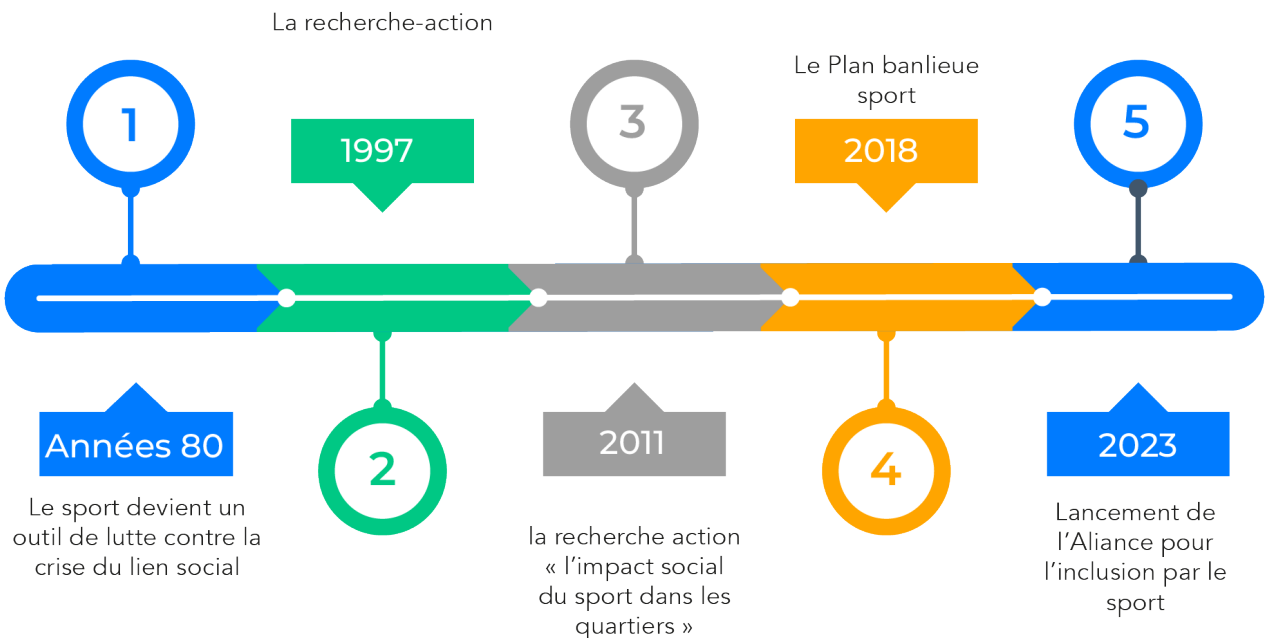 La recherche-action
Le Plan banlieue
sport
1
3
5
1997
2018
Années 80
2
2011
4
2023
Le sport devient un
outil de lutte contre la
crise du lien social
la recherche action
« l’impact social
du sport dans les
quartiers »
Lancement de
l’Aliance pour
l’inclusion par le
sport